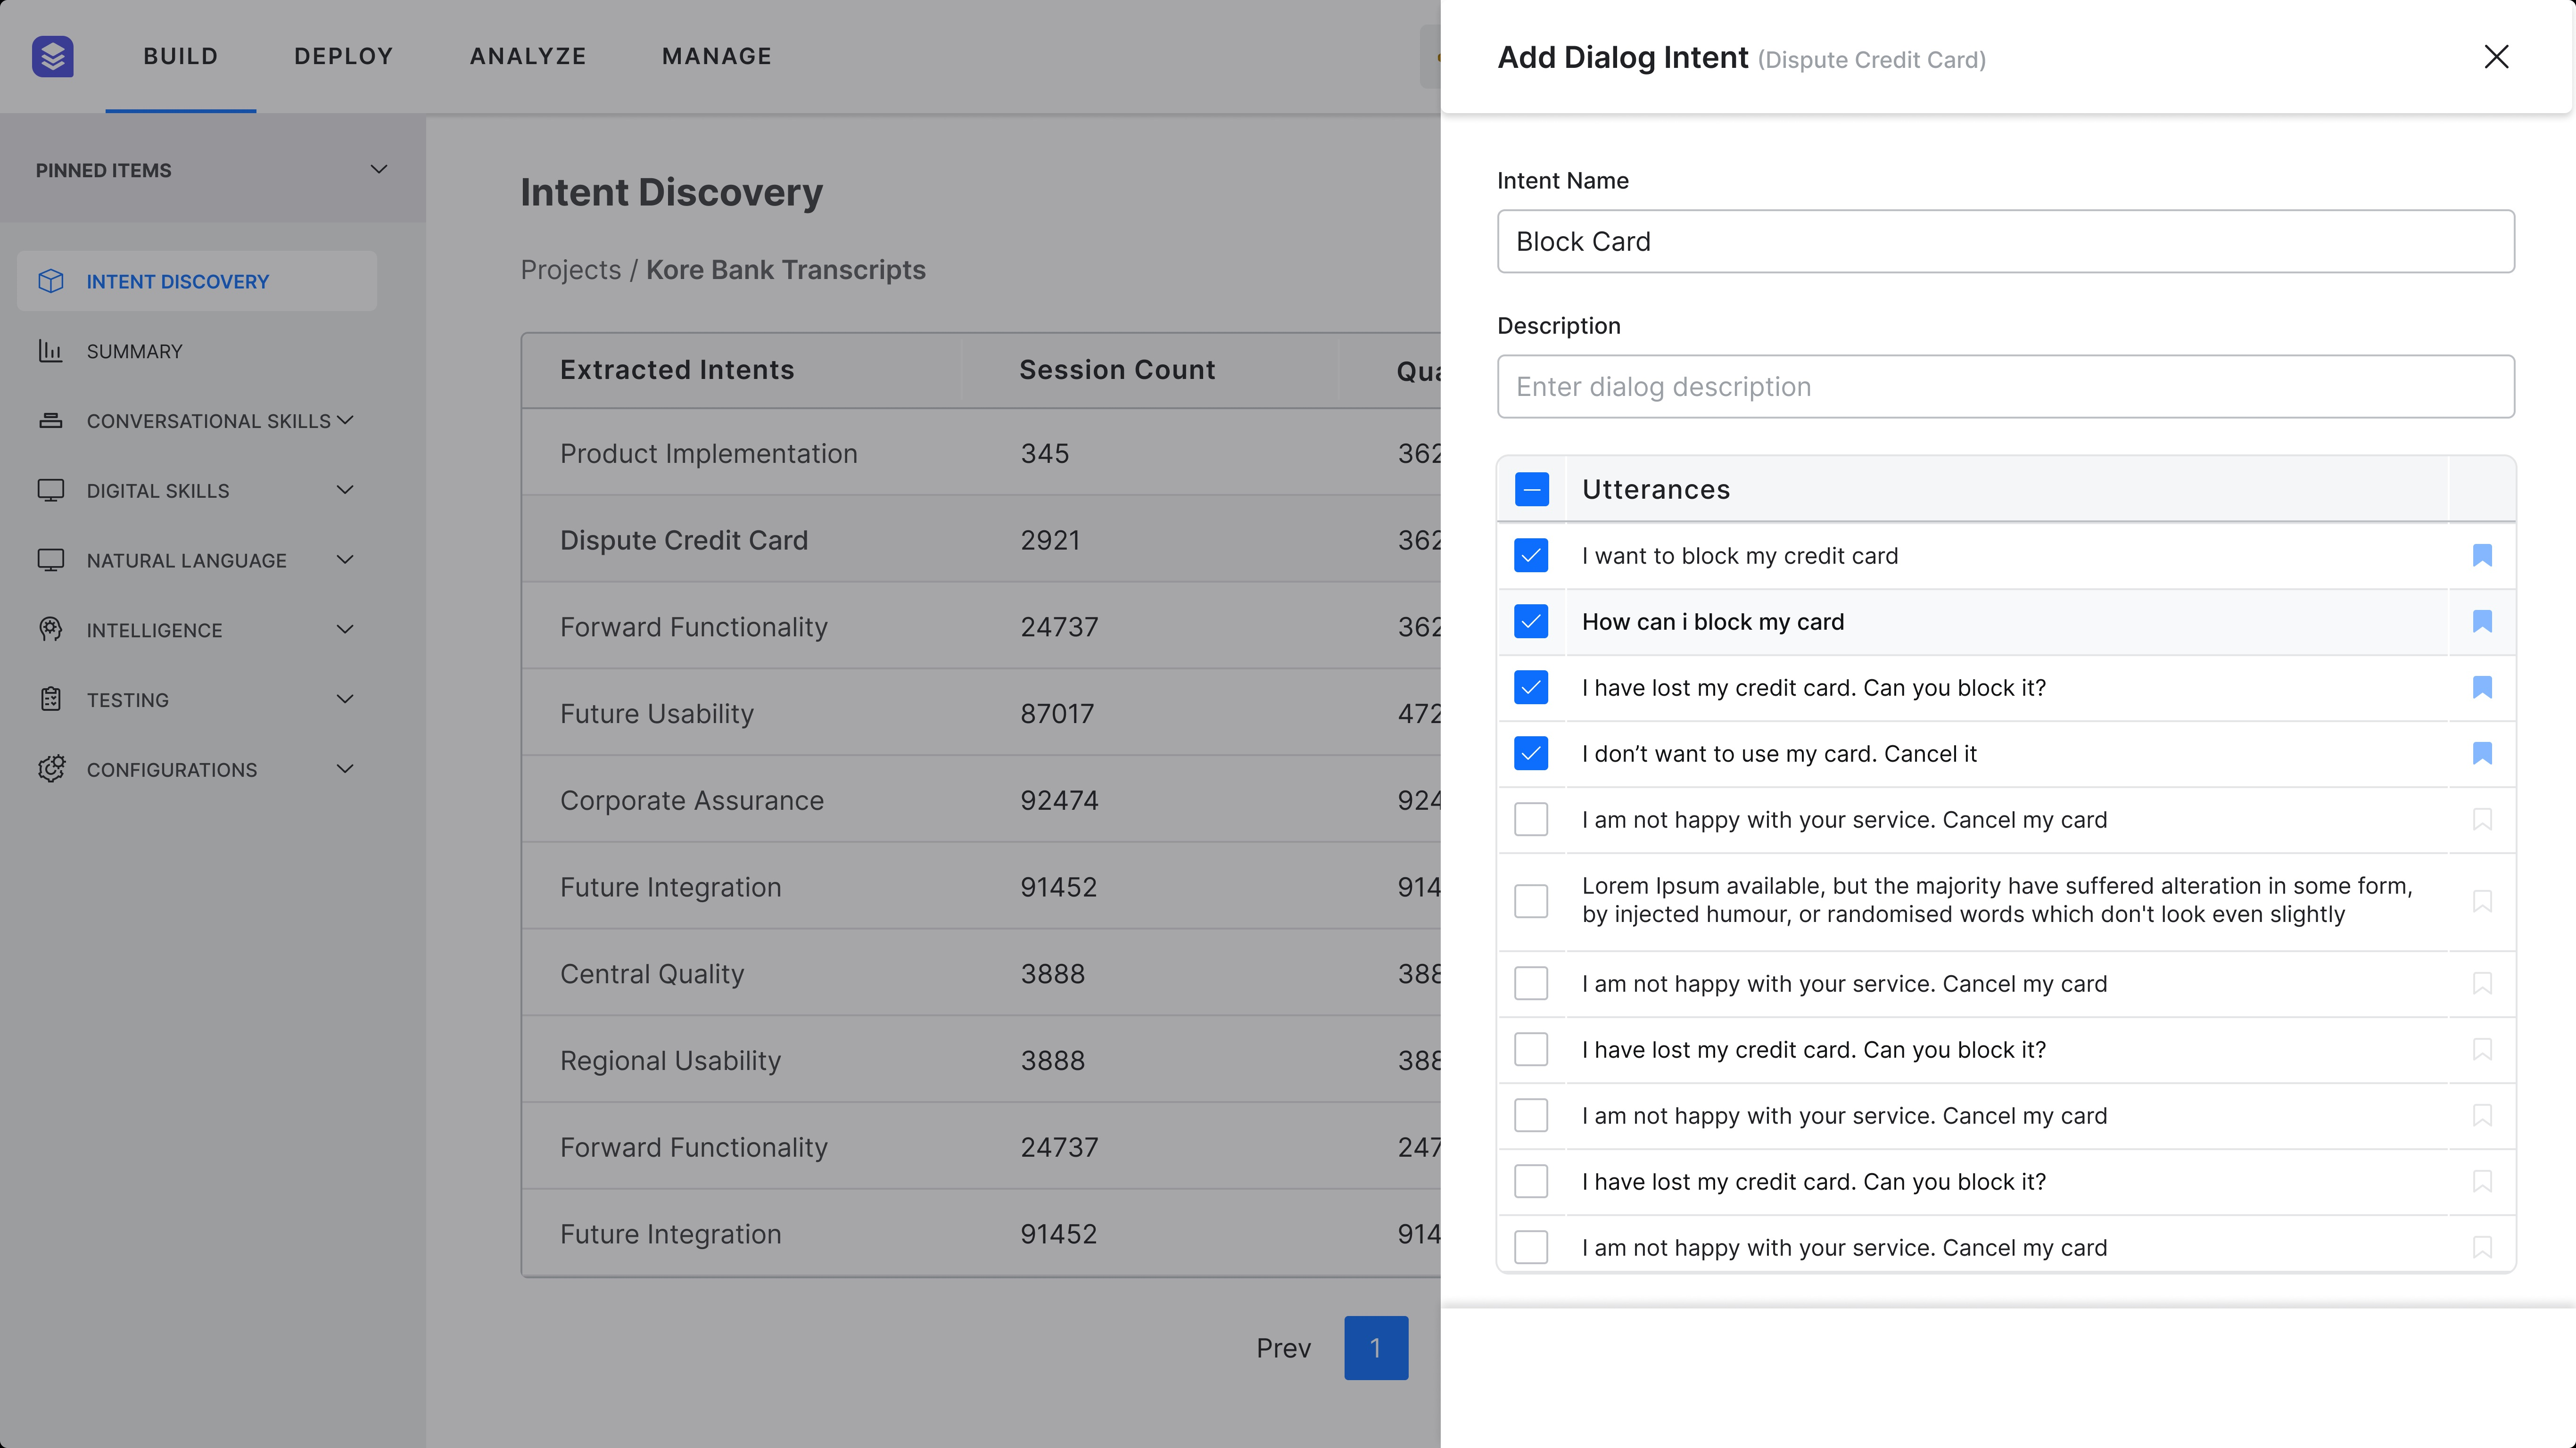 BUILD DEPLOY ANALYZE MANAGE
PINNED ITEMS
INTENT DISCOVERY
SUMMARY
CONVERSATIONAL SKILLS
DIGITAL SKILLS
NATURAL LANGUAGE
INTELLIGENCE
TESTING
CONFIGURATIONS
Intent Discovery
Projects / Kore Bank Transcripts
Extracted Intents Session Count
Product Implementation 345 362
Dispute Credit Card 2921 362
Forward Functionality 24737 362
Future Usability 87017 472
Corporate Assurance 92474 924
Future Integration 91452 914
Central Quality 3888 388
Regional Usability 3888 388
Forward Functionality 24737 247
Future Integration 91452 914
Prev 1
Add Dialog Intent (Dispute Credit Card)
Intent Name
Block Card
Description
Enter dialog description
Utterances
I want to block my credit card
How can i block my card
I have lost my credit card. Can you block it?
I don’t want to use my card. Cancel it
I am not happy with your service. Cancel my card
Lorem Ipsum available, but the majority have suffered alteration in some form,
by injected humour, or randomised words which don't look even slightly
I am not happy with your service. Cancel my card
I have lost my credit card. Can you block it?
I am not happy with your service. Cancel my card
I have lost my credit card. Can you block it?
I am not happy with your service. Cancel my card